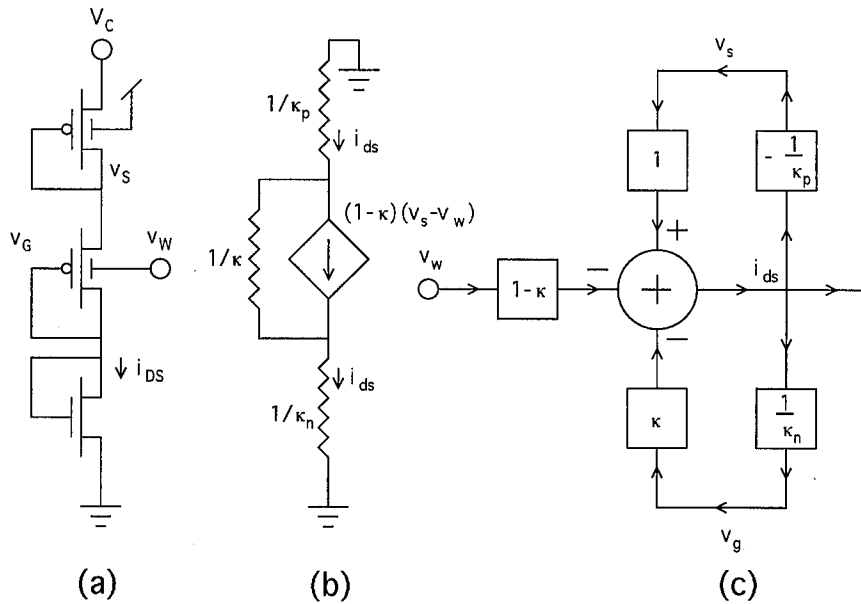 V_C
v_S
v_G
v_W
i_DS
(a)
1/κ_p
i_ds
(1-κ)(v_s-v_w)
1/κ
i_ds
1/κ_n
(b)
v_s
1
- 1/κ_p
+
v_w
1-κ
−
+
i_ds
−
κ
1/κ_n
v_g
(c)